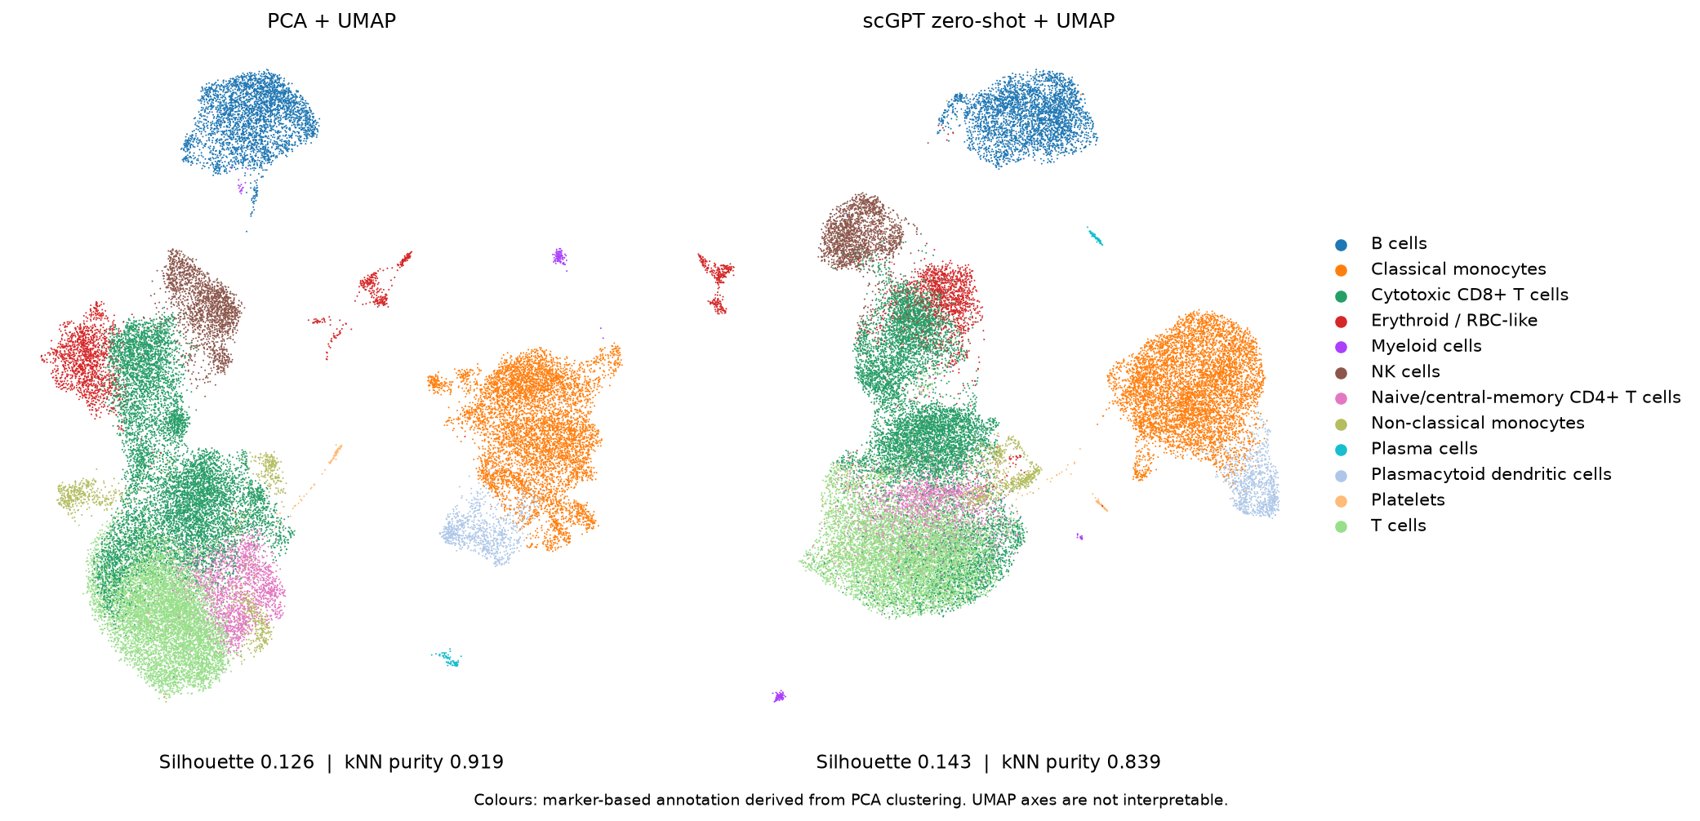 PCA + UMAP
scGPT zero-shot + UMAP
B cells
Classical monocytes
Cytotoxic CD8+ T cells
Erythroid / RBC-like
Myeloid cells
NK cells
Naive/central-memory CD4+ T cells
Non-classical monocytes
Plasma cells
Plasmacytoid dendritic cells
Platelets
T cells
Silhouette 0.126 | kNN purity 0.919
Silhouette 0.143 | kNN purity 0.839
Colours: marker-based annotation derived from PCA clustering. UMAP axes are not interpretable.